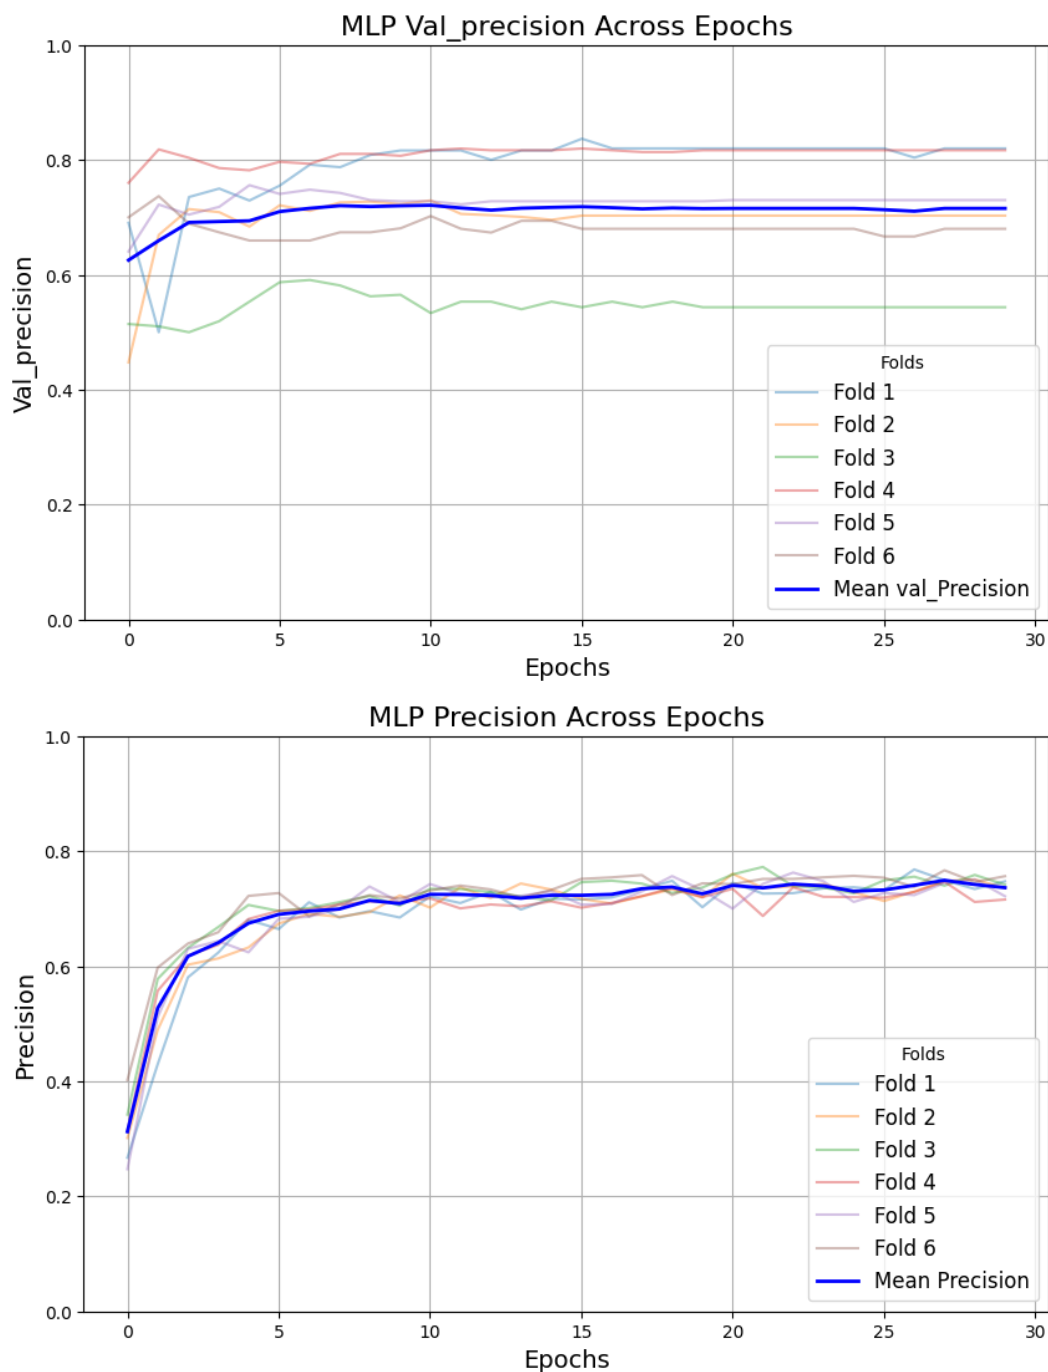 MLP Val_precision Across Epochs
1.0
0.8
0.6
0.4
0.2
0.0
Val_precision
Folds
Fold 1
Fold 2
Fold 3
Fold 4
Fold 5
Fold 6
Mean val_Precision
0 5 10 15 20 25 30
Epochs
MLP Precision Across Epochs
1.0
0.8
0.6
0.4
0.2
0.0
Precision
Folds
Fold 1
Fold 2
Fold 3
Fold 4
Fold 5
Fold 6
Mean Precision
0 5 10 15 20 25 30
Epochs